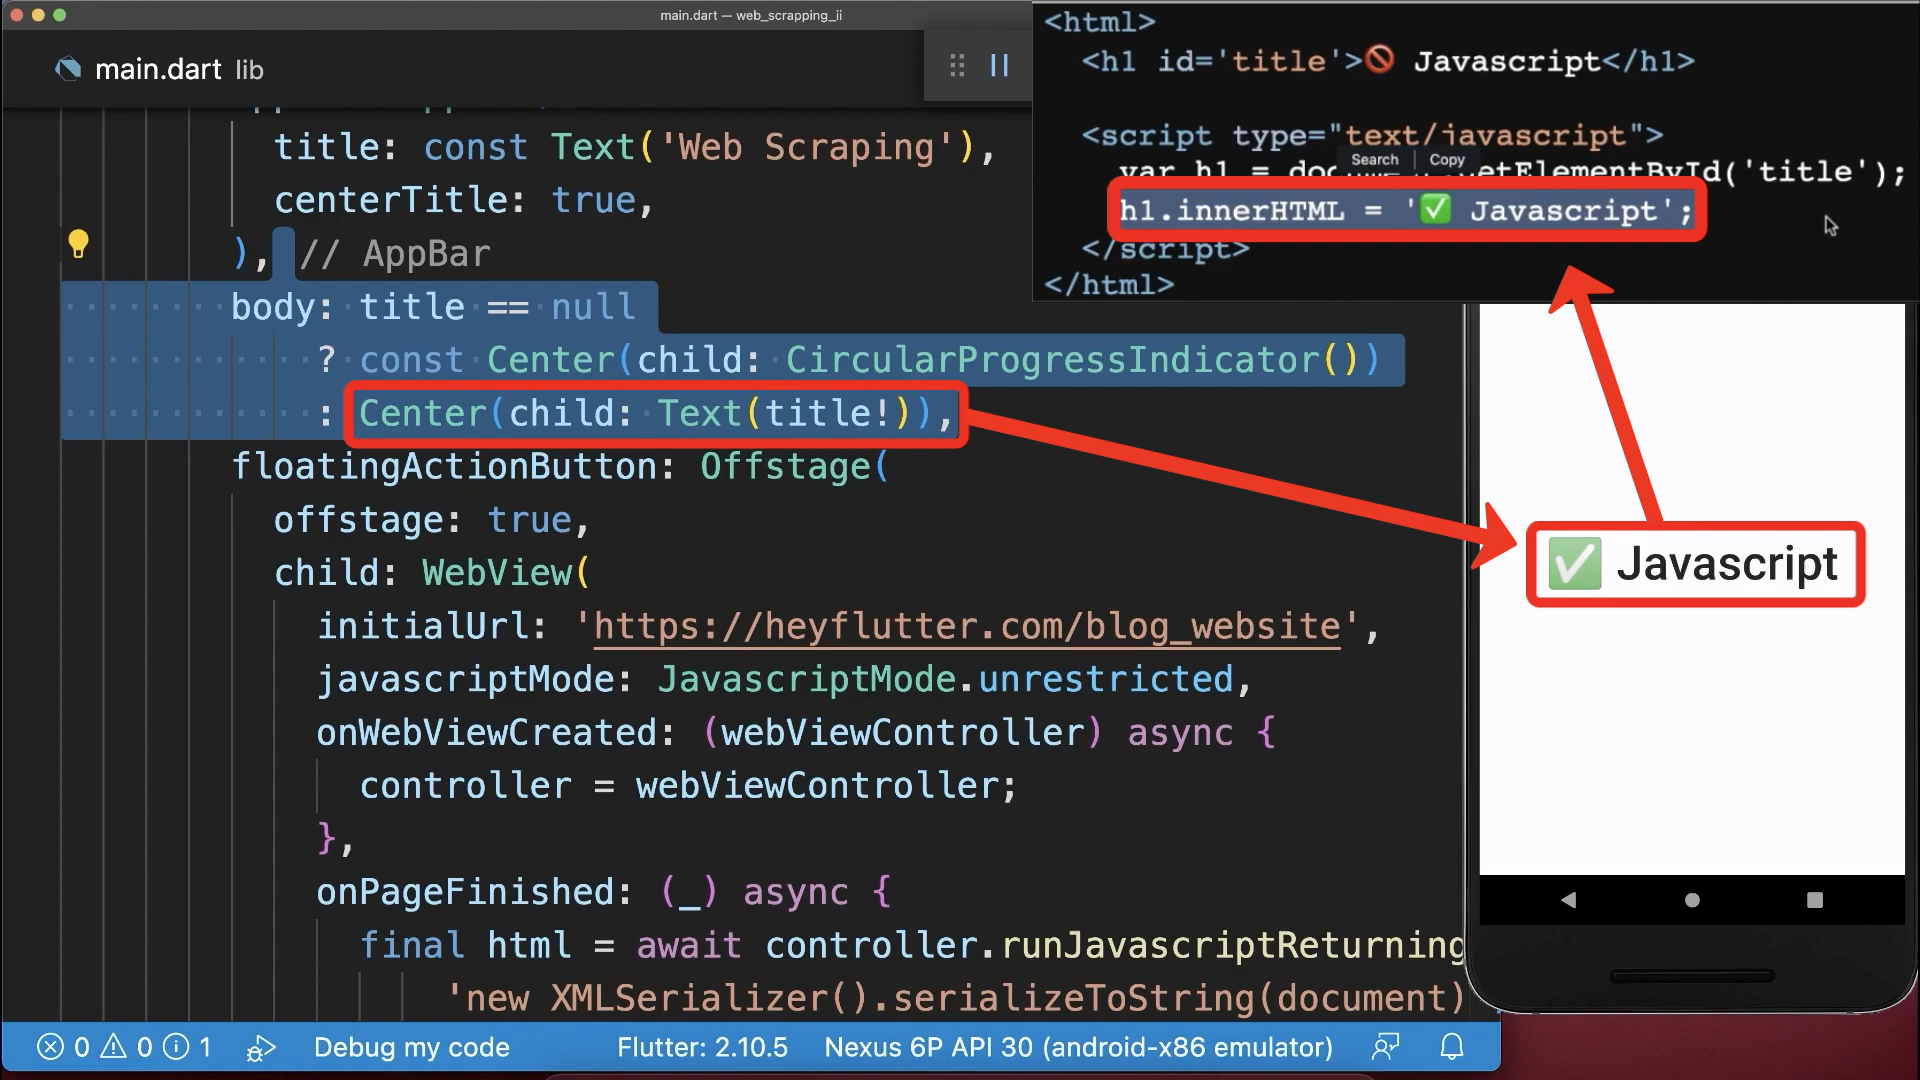 main.dart — web_scrapping_ii
main.dart lib
title: const Text('Web Scraping'),
centerTitle: true,
), // AppBar
body: title == null
? const Center(child: CircularProgressIndicator())
: Center(child: Text(title!)),
floatingActionButton: Offstage(
offstage: true,
child: WebView(
initialUrl: 'https://heyflutter.com/blog_website',
javascriptMode: JavascriptMode.unrestricted,
onWebViewCreated: (webViewController) async {
controller = webViewController;
},
onPageFinished: (_) async {
final html = await controller.runJavascriptReturning
'new XMLSerializer().serializeToString(document)
0 0 1 Debug my code Flutter: 2.10.5 Nexus 6P API 30 (android-x86 emulator)
<html>
<h1 id='title'>🚫 Javascript</h1>
<script type="text/javascript">
Search Copy
var h1 = etElementById('title');
h1.innerHTML = '✅ Javascript';
</script>
</html>
✅ Javascript